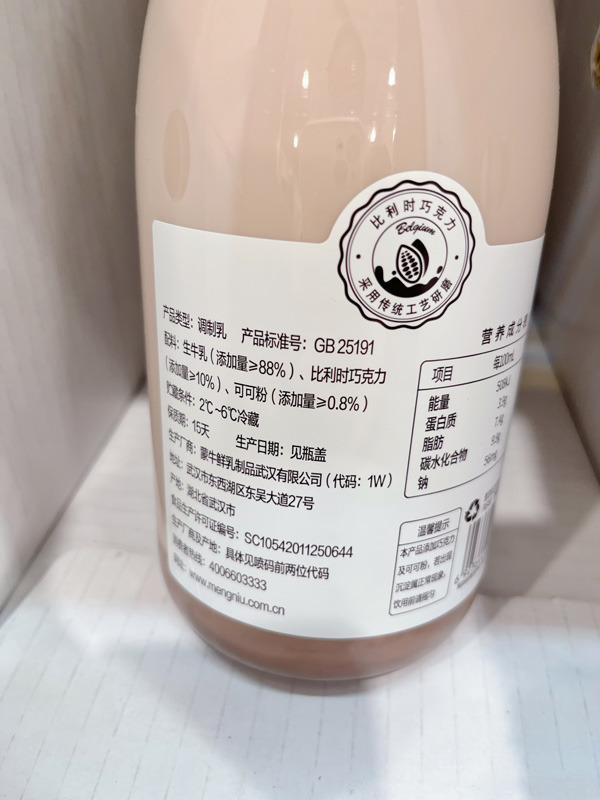 比利时巧克力
Belgium
采用传统工艺研磨
产品类型：调制乳 产品标准号：GB 25191
配料：生牛乳（添加量≥88%）、比利时巧克力
（添加量≥10%）、可可粉（添加量≥0.8%）
贮藏条件：2℃~6℃冷藏
保质期：15天 生产日期：见瓶盖
生产厂商：蒙牛鲜乳制品武汉有限公司（代码：1W）
地址：武汉市东西湖区东吴大道27号
产地：湖北省武汉市
食品生产许可证编号：SC10542011250644
生产厂商及产地：具体见喷码前两位代码
消费者热线：4006603333
网址：www.mengniu.com.cn
营养成分
项目 每100mL
能量
蛋白质
脂肪
碳水化合物
钠
温馨提示
本产品添加巧克力
及可可粉，若出现
沉淀属正常现象，
饮用前请摇匀